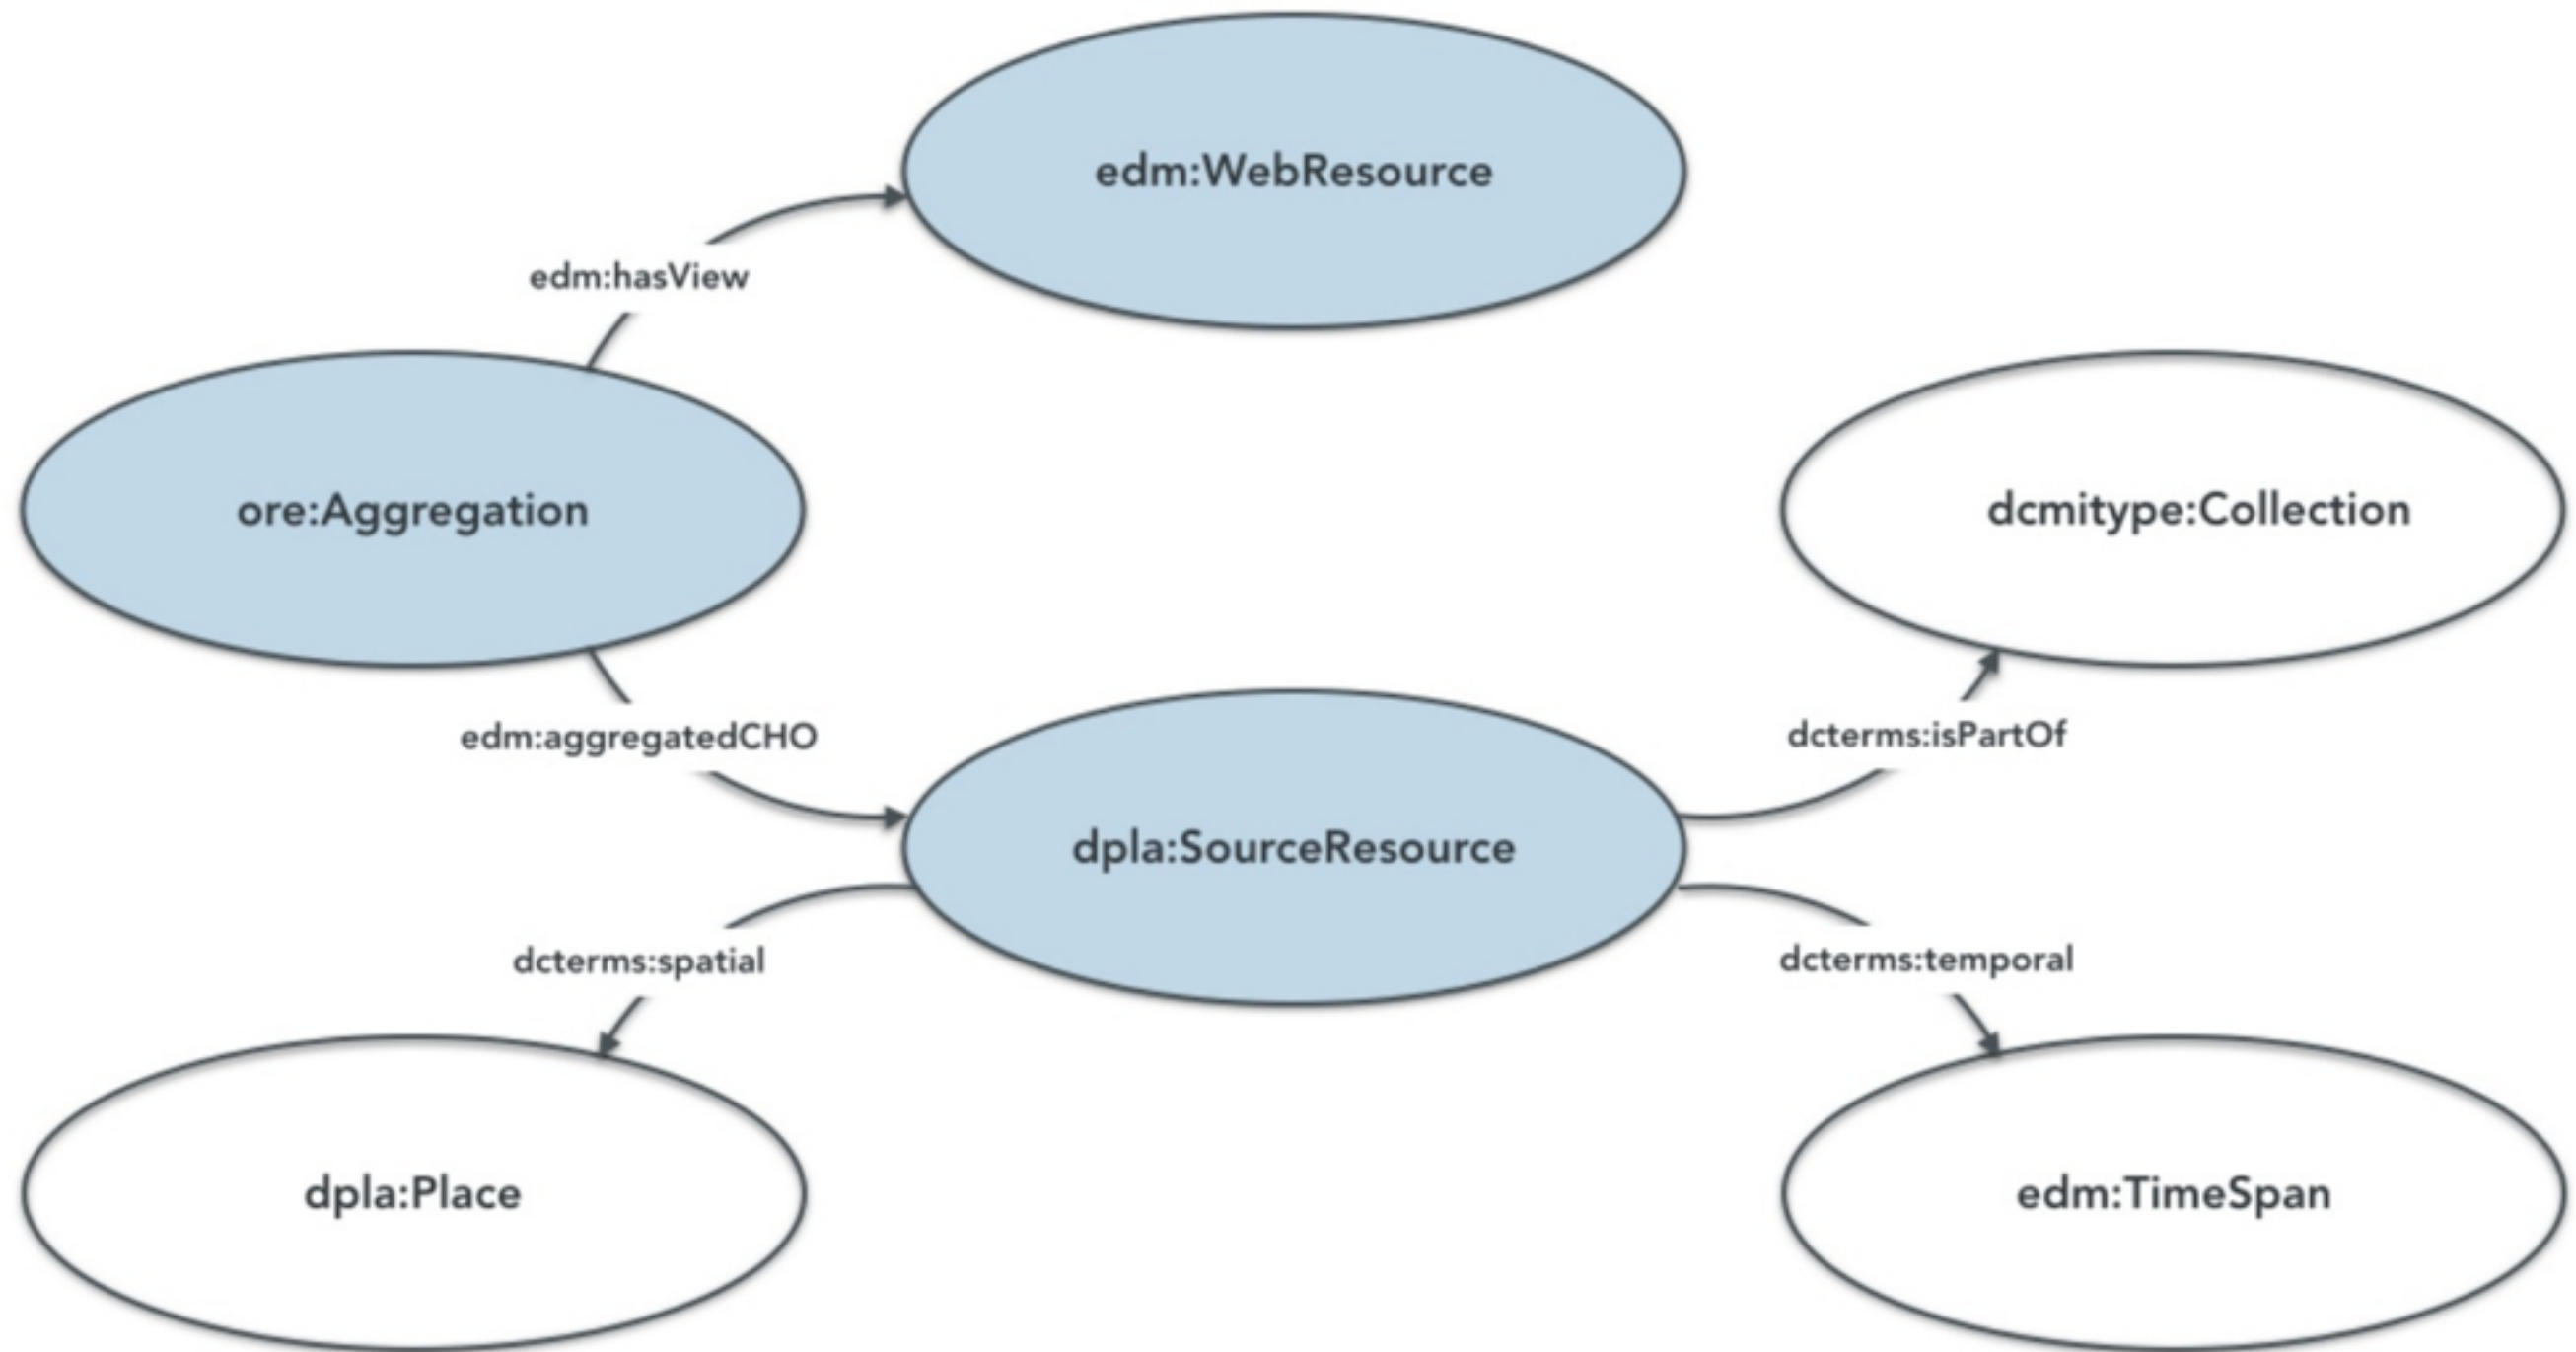 edm:WebResource
edm:hasView
ore:Aggregation
dcmitype:Collection
edm:aggregatedCHO
dcterms:isPartOf
dpla:SourceResource
dcterms:spatial
dcterms:temporal
dpla:Place
edm:TimeSpan